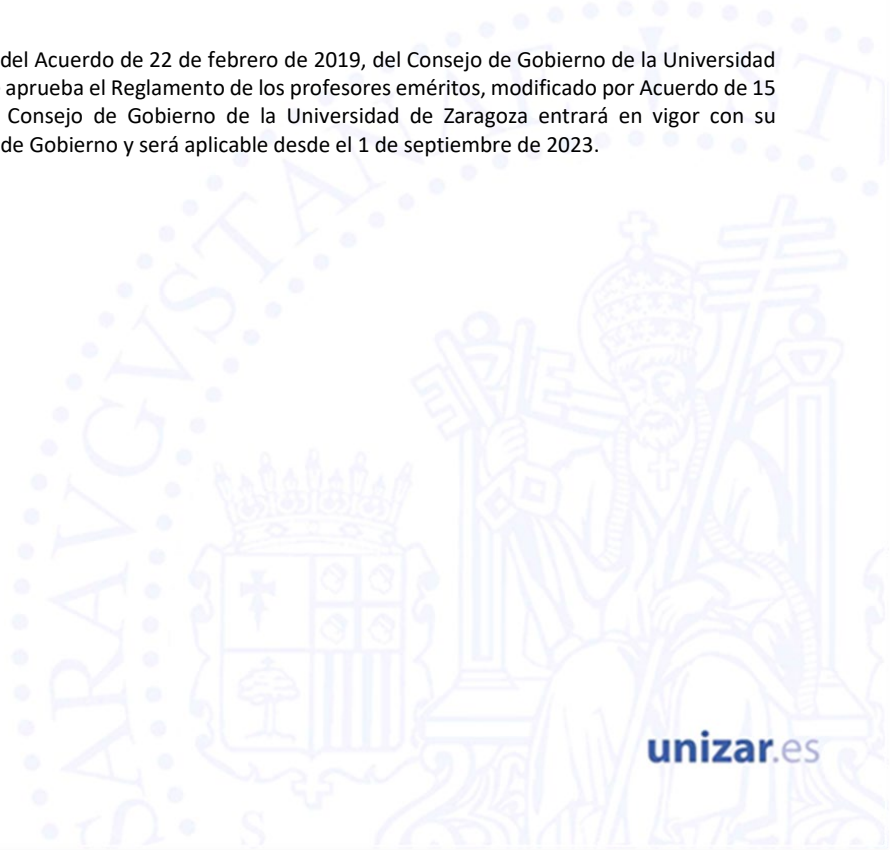 del Acuerdo de 22 de febrero de 2019, del Consejo de Gobierno de la Universidad
aprueba el Reglamento de los profesores eméritos, modificado por Acuerdo de 15
Consejo de Gobierno de la Universidad de Zaragoza entrará en vigor con su
de Gobierno y será aplicable desde el 1 de septiembre de 2023.
SARAVGVSTANAE
VST
S
unizar.es